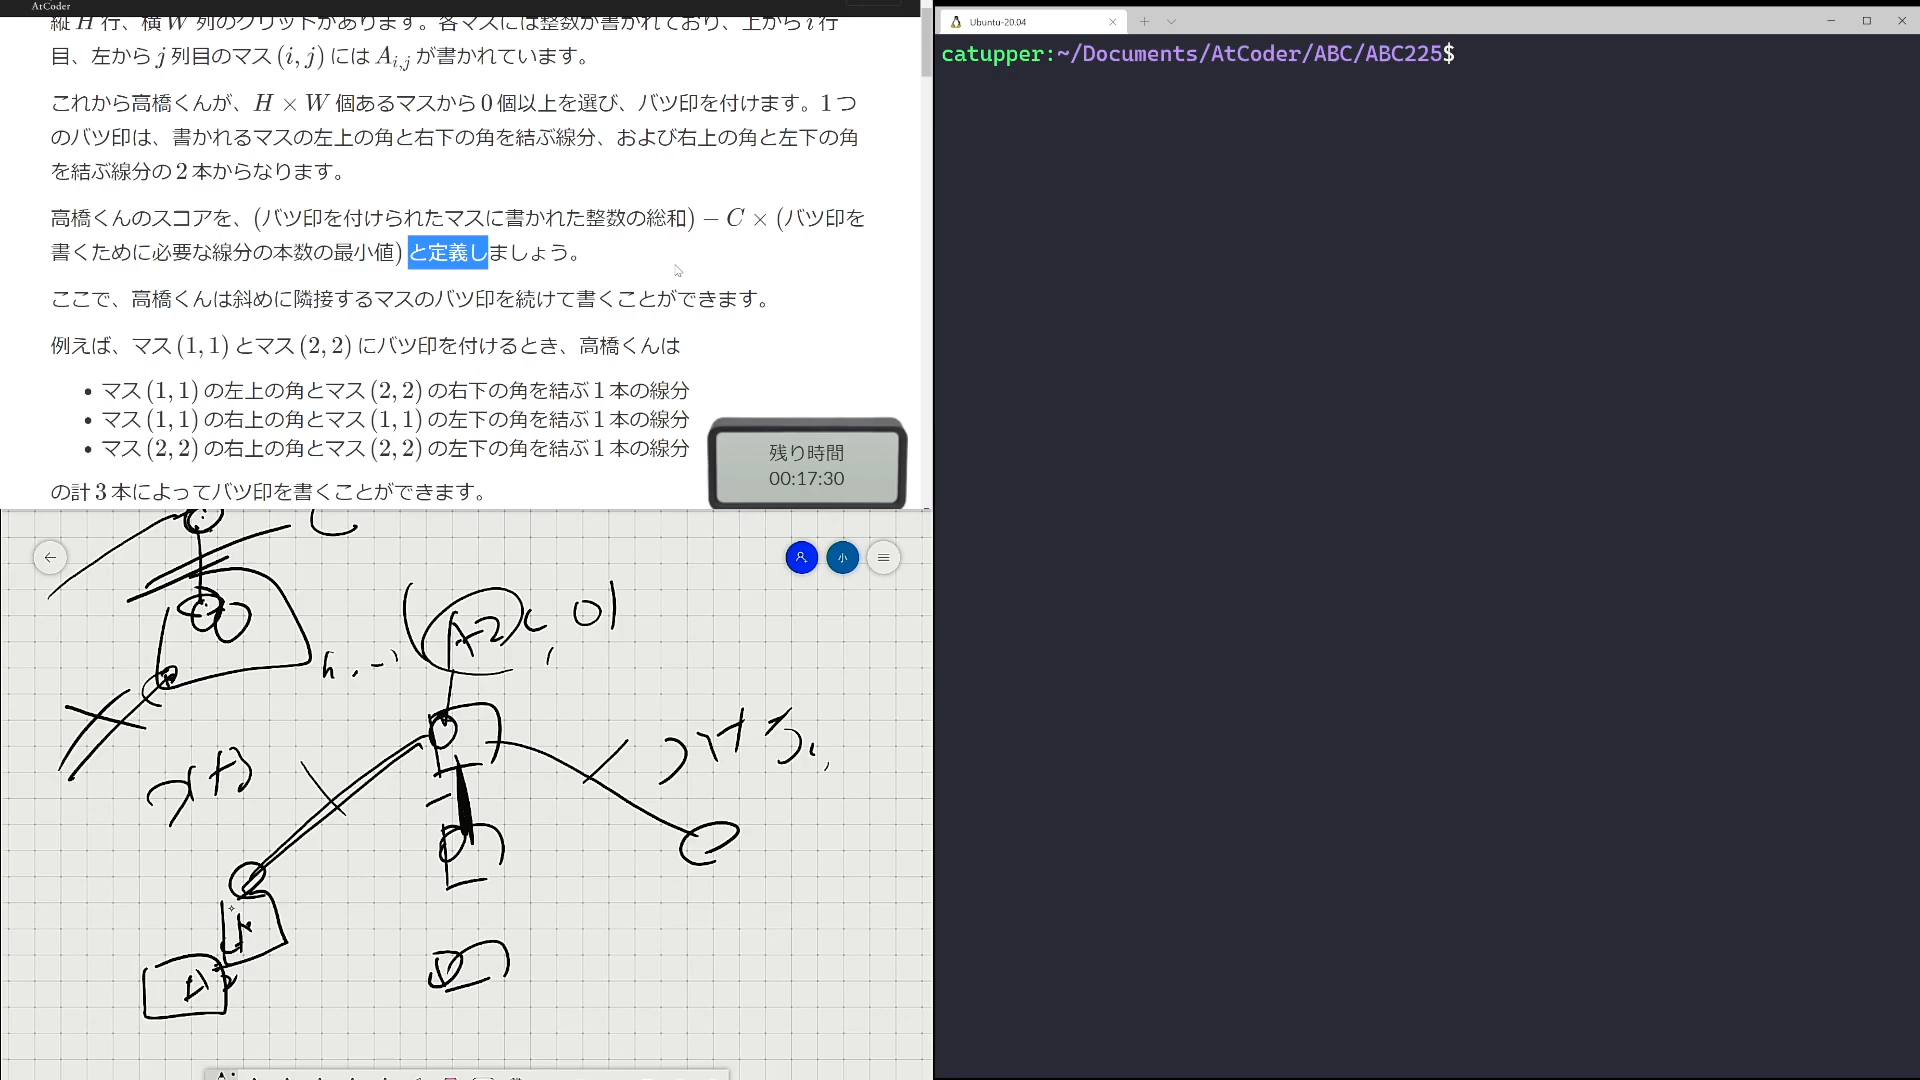 AtCoder
縦 H 行、横 W 列のグリッドがあります。各マスには整数が書かれており、上から i 行
目、左から j 列目のマス (i, j) には A_{i,j} が書かれています。
これから高橋くんが、H × W 個あるマスから 0 個以上を選び、バツ印を付けます。1 つ
のバツ印は、書かれるマスの左上の角と右下の角を結ぶ線分、および右上の角と左下の角
を結ぶ線分の 2 本からなります。
高橋くんのスコアを、(バツ印を付けられたマスに書かれた整数の総和) − C × (バツ印を
書くために必要な線分の本数の最小値) と定義しましょう。
ここで、高橋くんは斜めに隣接するマスのバツ印を続けて書くことができます。
例えば、マス (1, 1) とマス (2, 2) にバツ印を付けるとき、高橋くんは
• マス (1, 1) の左上の角とマス (2, 2) の右下の角を結ぶ 1 本の線分
• マス (1, 1) の右上の角とマス (1, 1) の左下の角を結ぶ 1 本の線分
• マス (2, 2) の右上の角とマス (2, 2) の左下の角を結ぶ 1 本の線分
の計 3 本によってバツ印を書くことができます。
残り時間
00:17:30
小
Ubuntu-20.04
catupper:~/Documents/AtCoder/ABC/ABC225$